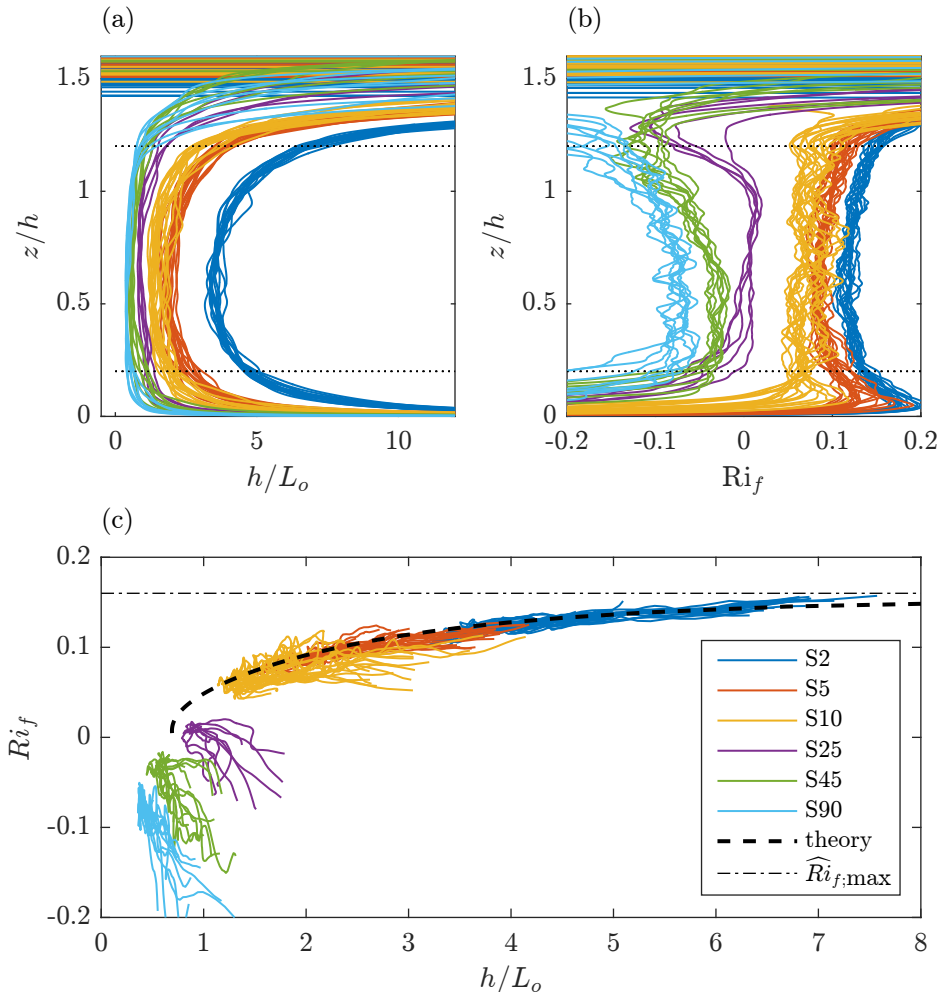 (a)
(b)
1.5
1
0.5
0
z/h
0 5 10
h/L_o
1.5
1
0.5
0
z/h
-0.2 -0.1 0 0.1 0.2
Ri_f
(c)
0.2
0.1
0
-0.1
-0.2
Ri_f
0 1 2 3 4 5 6 7 8
h/L_o
S2
S5
S10
S25
S45
S90
theory
\widehat{Ri}_{f;max}